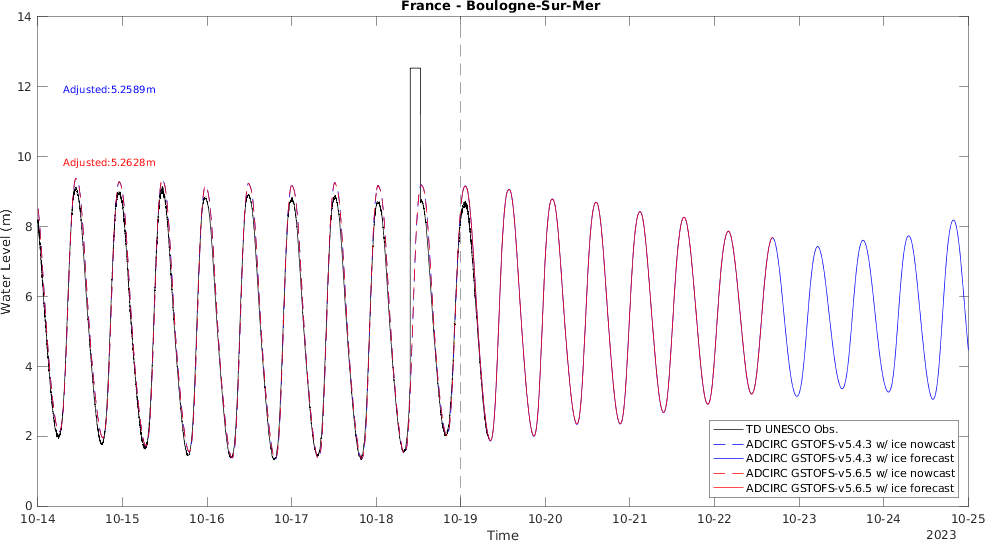 France - Boulogne-Sur-Mer
14
12
10
8
6
4
2
0
Water Level (m)
Adjusted:5.2589m
Adjusted:5.2628m
TD UNESCO Obs.
ADCIRC GSTOFS-v5.4.3 w/ ice nowcast
ADCIRC GSTOFS-v5.4.3 w/ ice forecast
ADCIRC GSTOFS-v5.6.5 w/ ice nowcast
ADCIRC GSTOFS-v5.6.5 w/ ice forecast
10-14 10-15 10-16 10-17 10-18 10-19 10-20 10-21 10-22 10-23 10-24 10-25
Time
2023